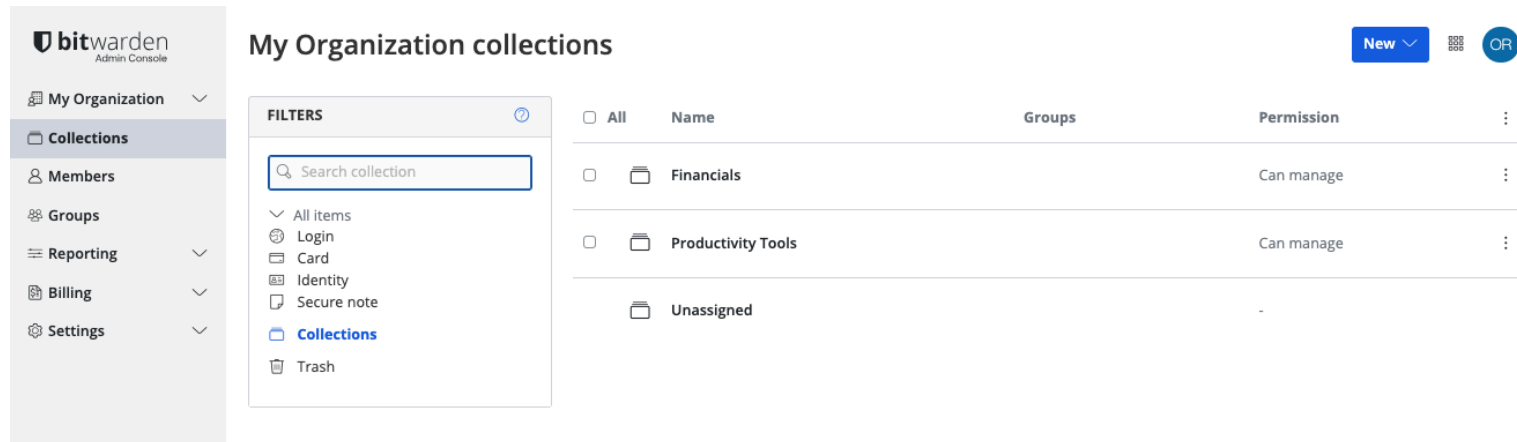 bitwarden
Admin Console
My Organization
Collections
Members
Groups
Reporting
Billing
Settings
My Organization collections
New
OR
FILTERS
Search collection
All items
Login
Card
Identity
Secure note
Collections
Trash
All Name Groups Permission
Financials Can manage
Productivity Tools Can manage
Unassigned -